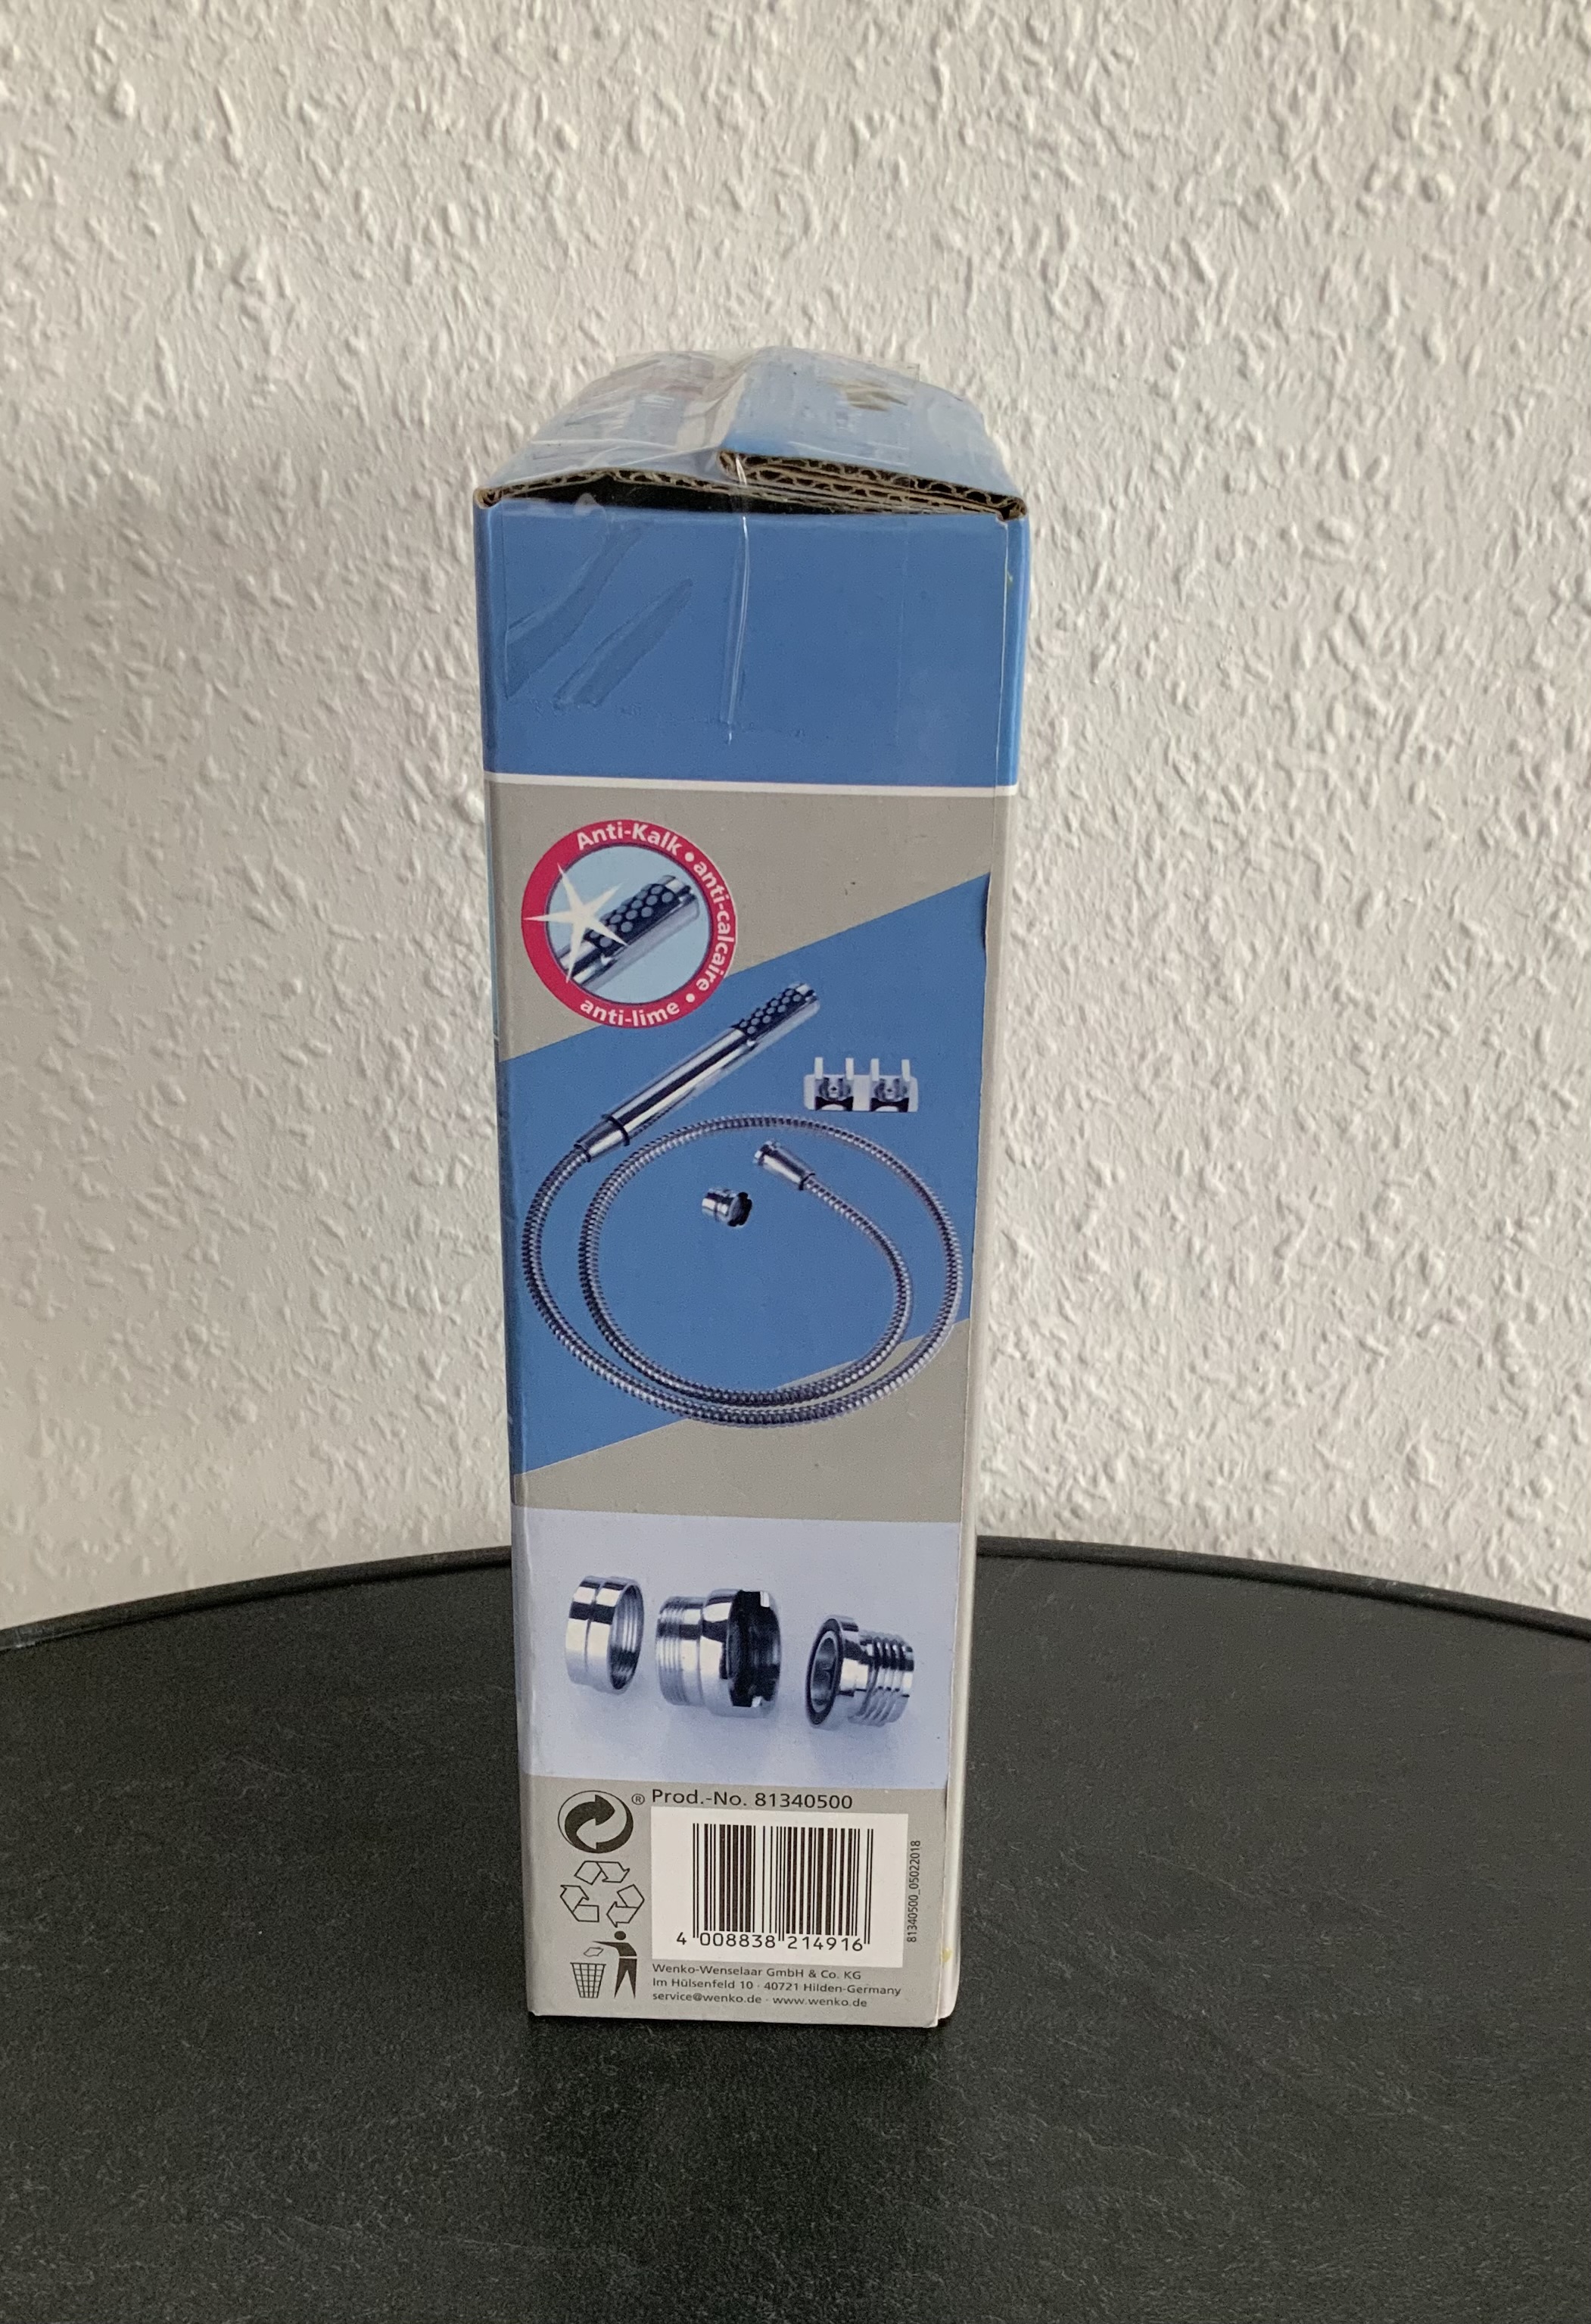 Anti-Kalk • anti-calcaire •
anti-lime
® Prod.-No. 81340500
81340500_05022018
4 008838 214916
Wenko-Wenselaar GmbH & Co. KG
Im Hülsenfeld 10 · 40721 Hilden-Germany
service@wenko.de · www.wenko.de